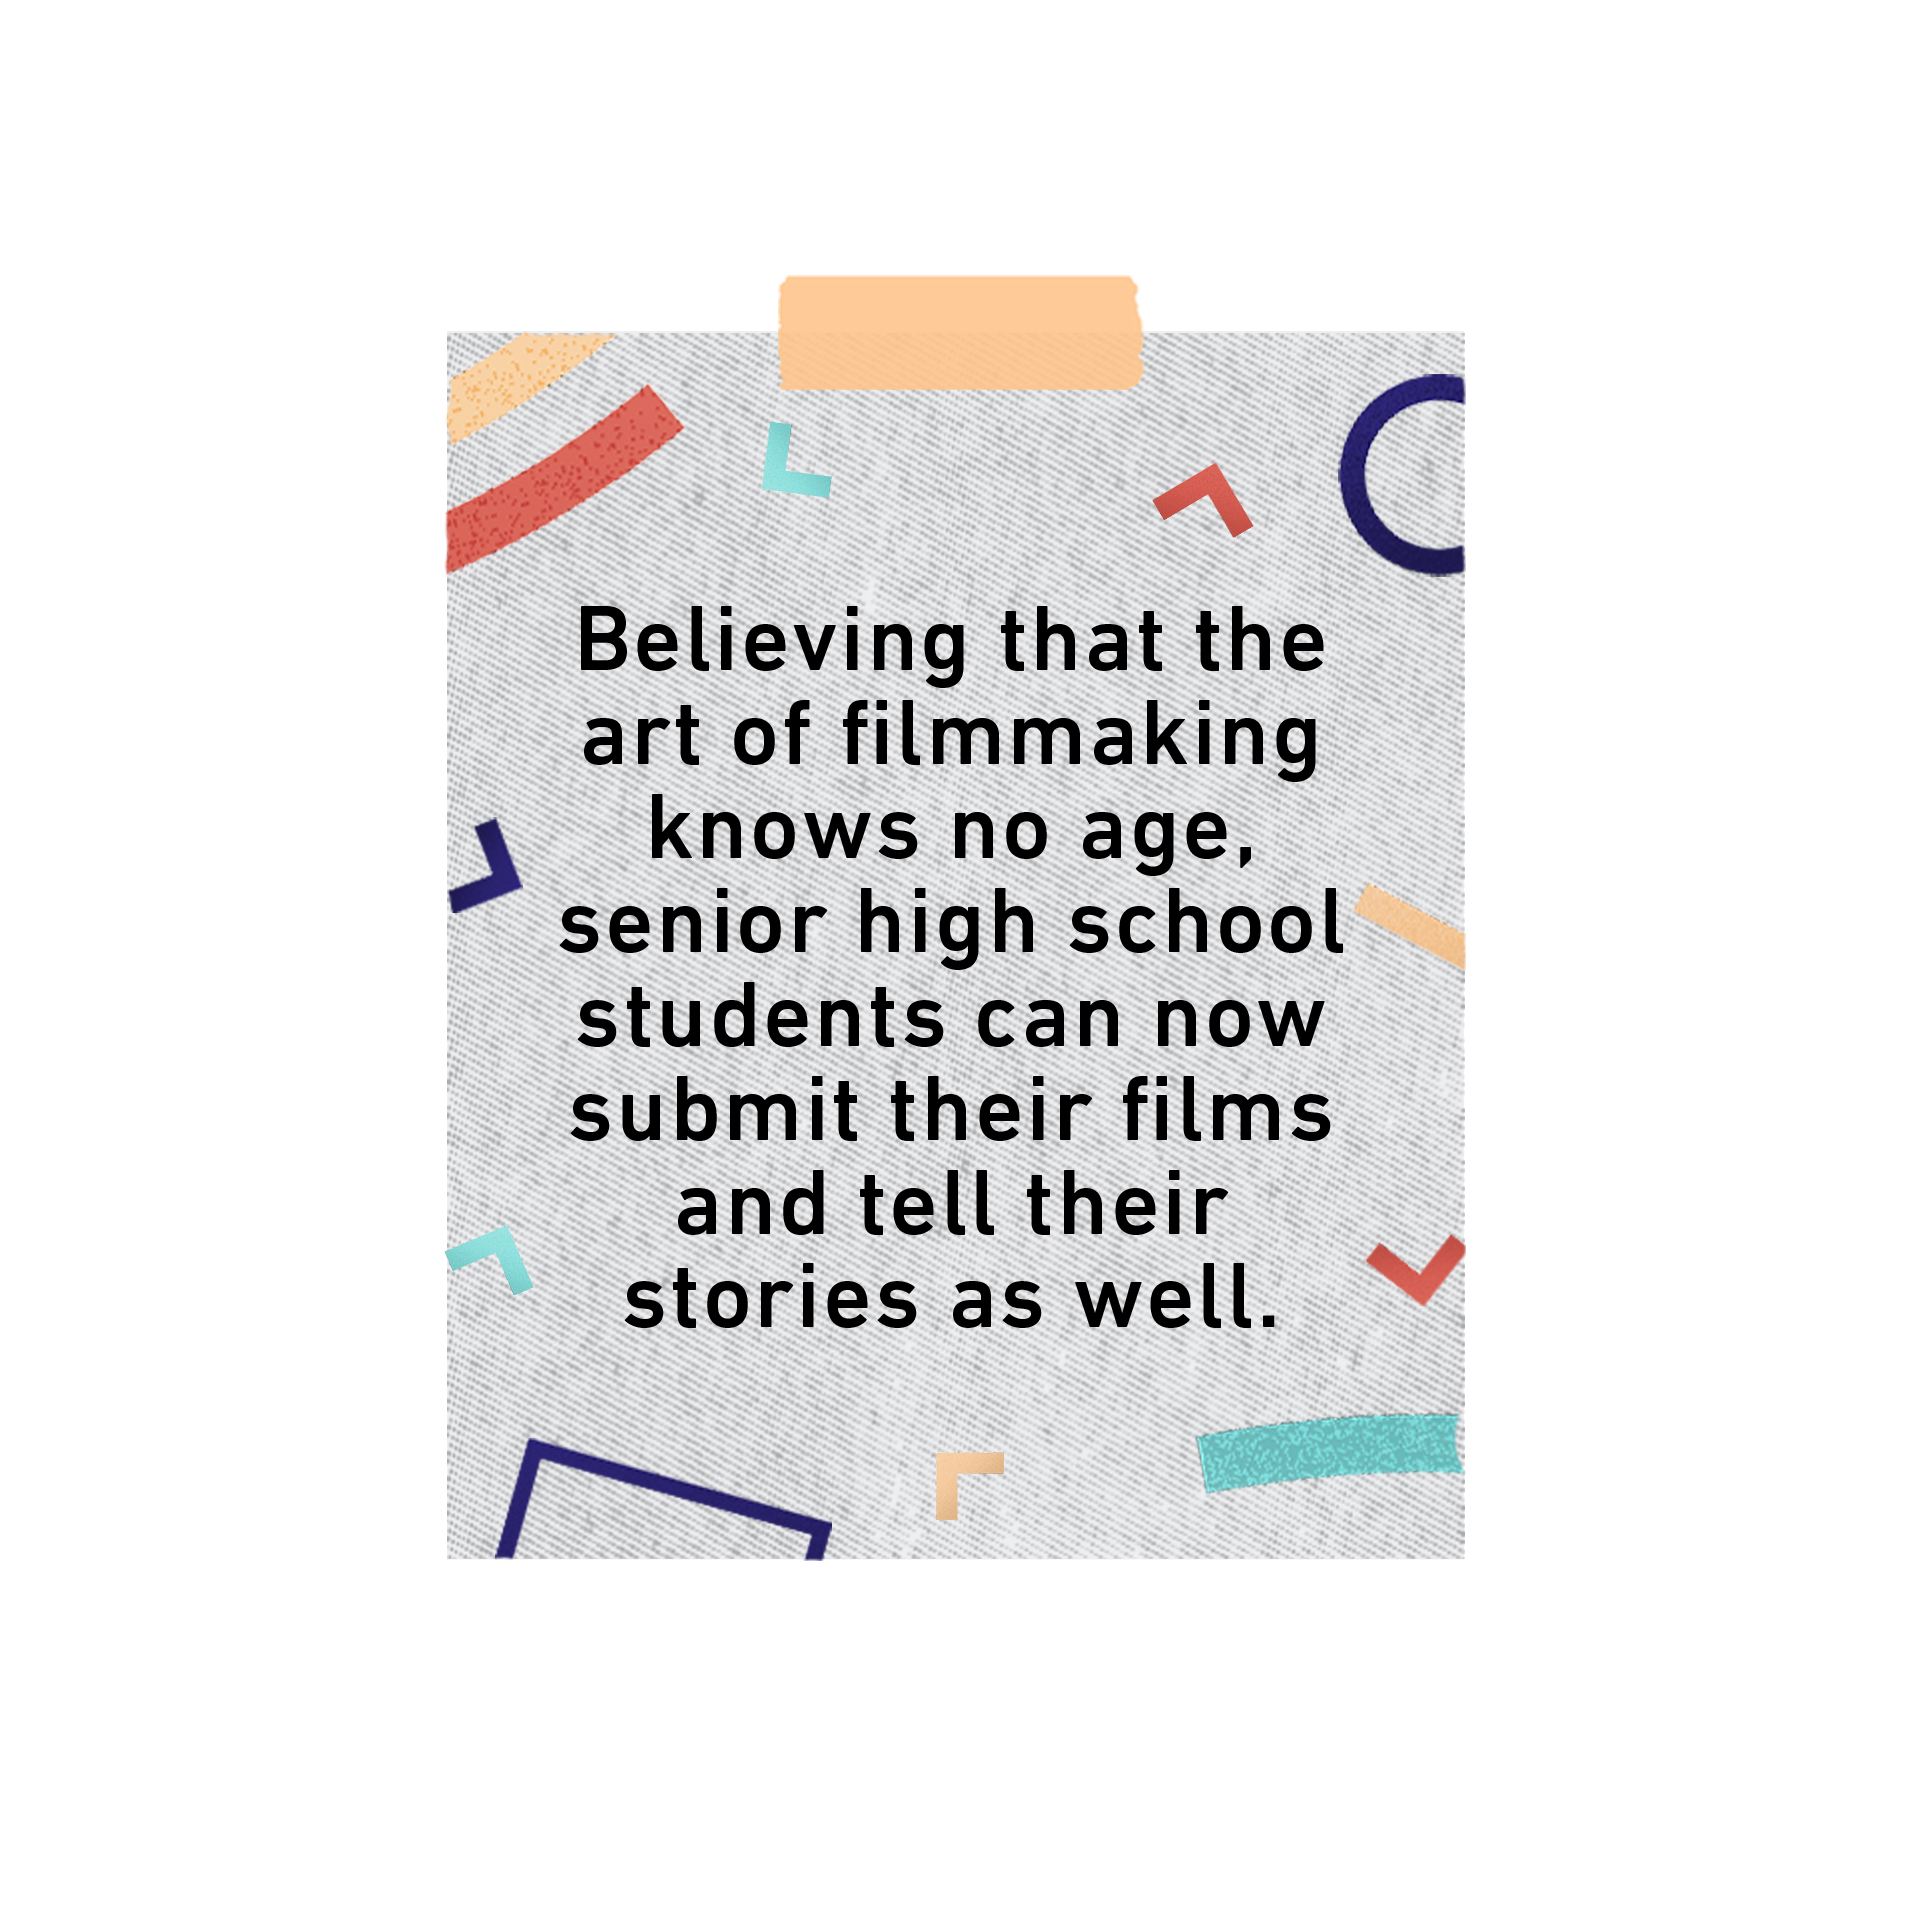 Believing that the
art of filmmaking
knows no age,
senior high school
students can now
submit their films
and tell their
stories as well.